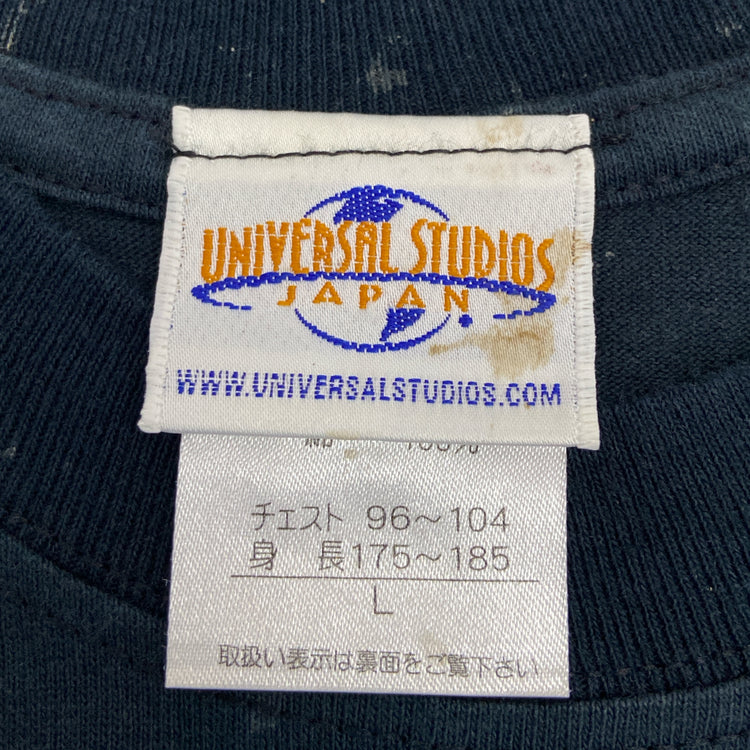 UNIVERSAL STUDIOS
JAPAN
WWW.UNIVERSALSTUDIOS.COM
100%
チェスト 96～104
身 長175～185
L
取扱い表示は裏面をご覧下さい